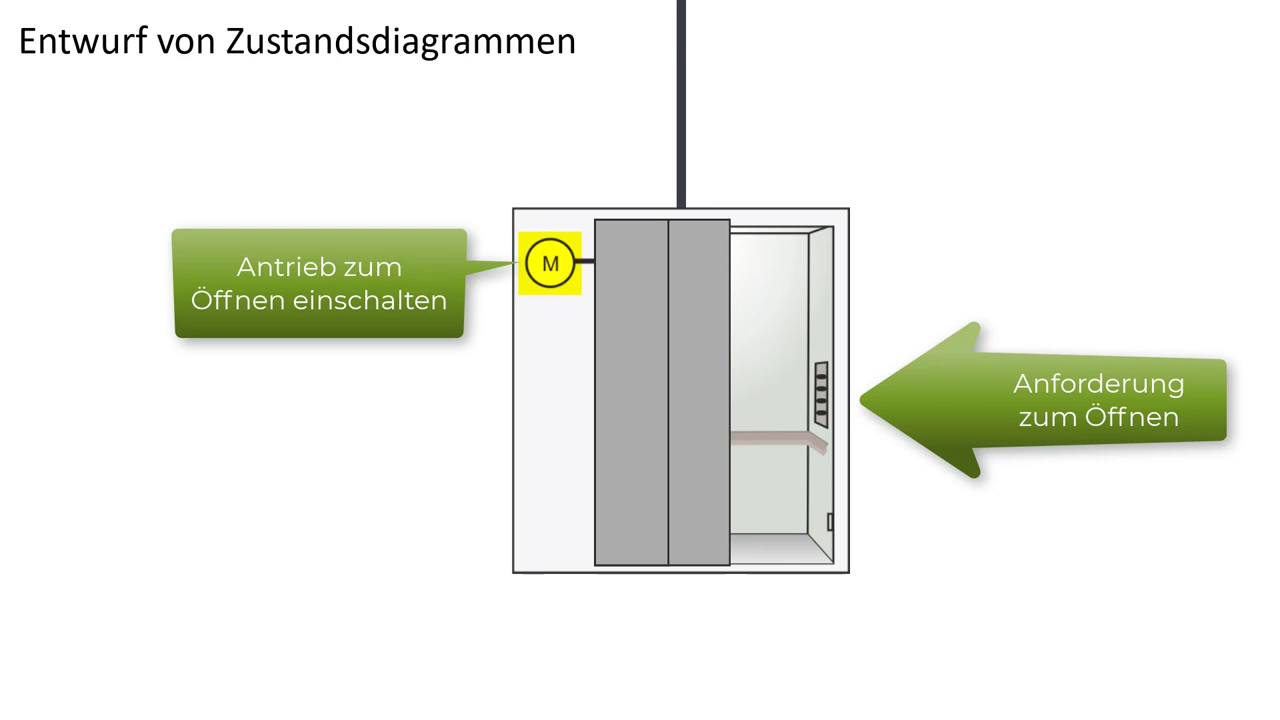 Entwurf von Zustandsdiagrammen
Antrieb zum
Öffnen einschalten
M
Anforderung
zum Öffnen